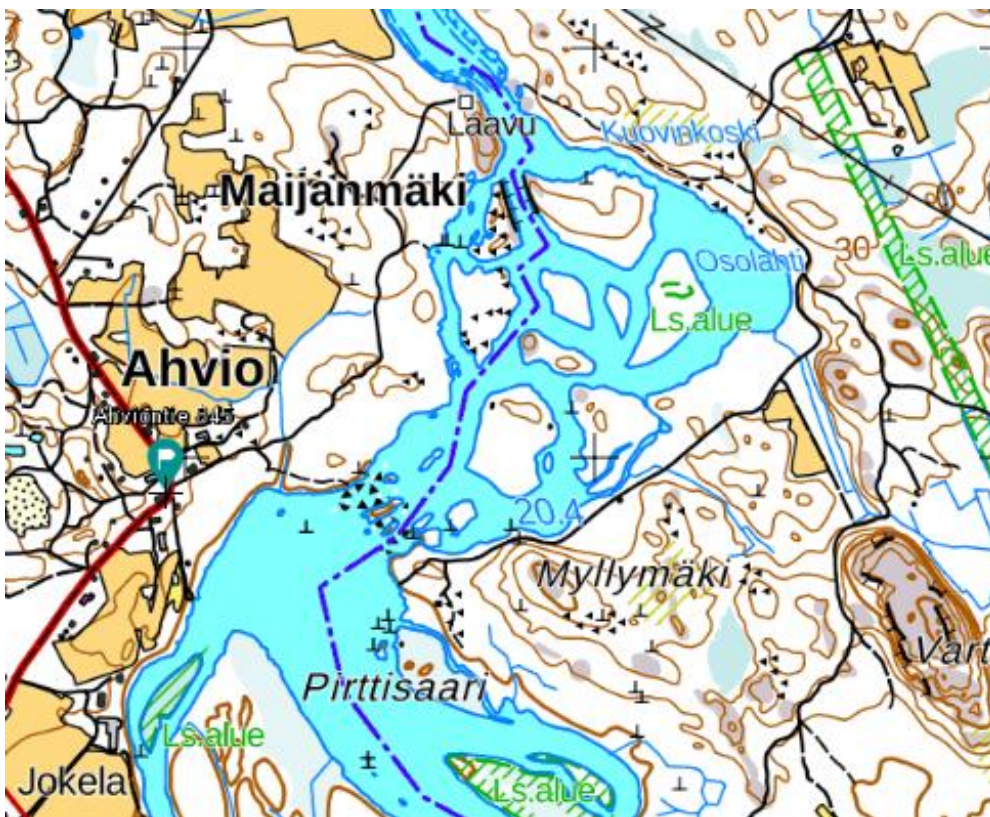 Laavu
Kuovinkoski
Maijanmäki
30
Osolahti
Ls.alue
Ls.alue
Ahvio
Ahviontie 845
P
20.4
Myllymäki
Vart
Pirttisaari
Ls.alue
Jokela
Ls.alue